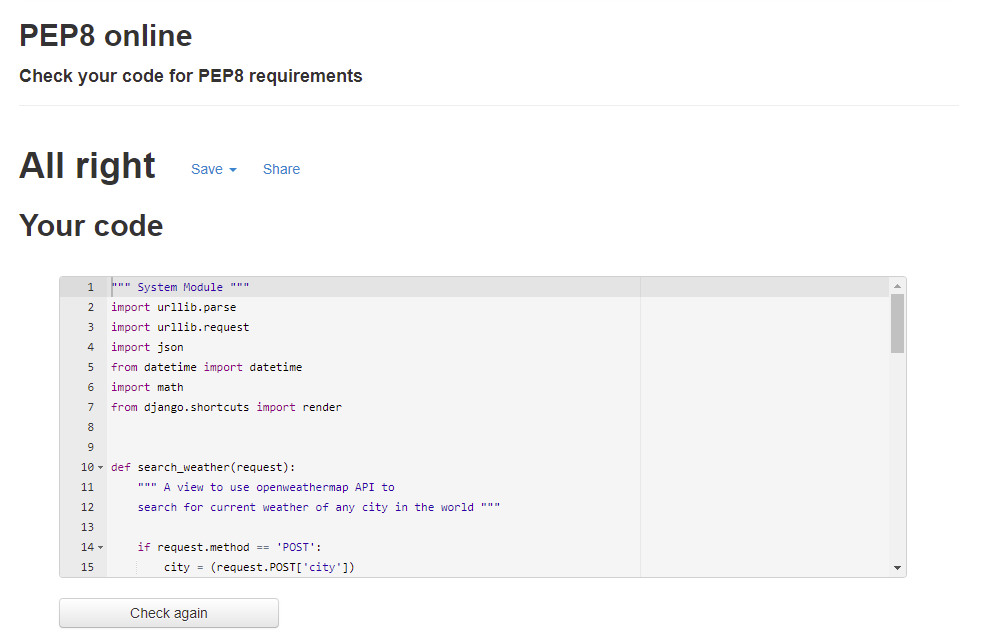 PEP8 online
Check your code for PEP8 requirements
All right Save Share
Your code
1 """ System Module """
2 import urllib.parse
3 import urllib.request
4 import json
5 from datetime import datetime
6 import math
7 from django.shortcuts import render
8
9
10 def search_weather(request):
11     """ A view to use openweathermap API to
12     search for current weather of any city in the world """
13
14     if request.method == 'POST':
15         city = (request.POST['city'])
Check again